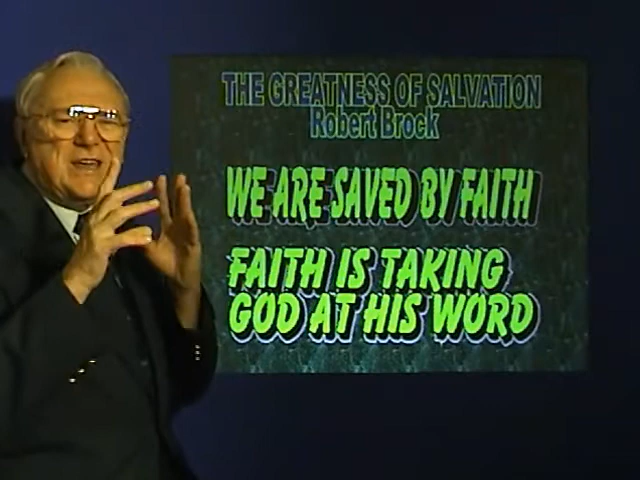 THE GREATNESS OF SALVATION
Robert Brock
WE ARE SAVED BY FAITH
FAITH IS TAKING
GOD AT HIS WORD